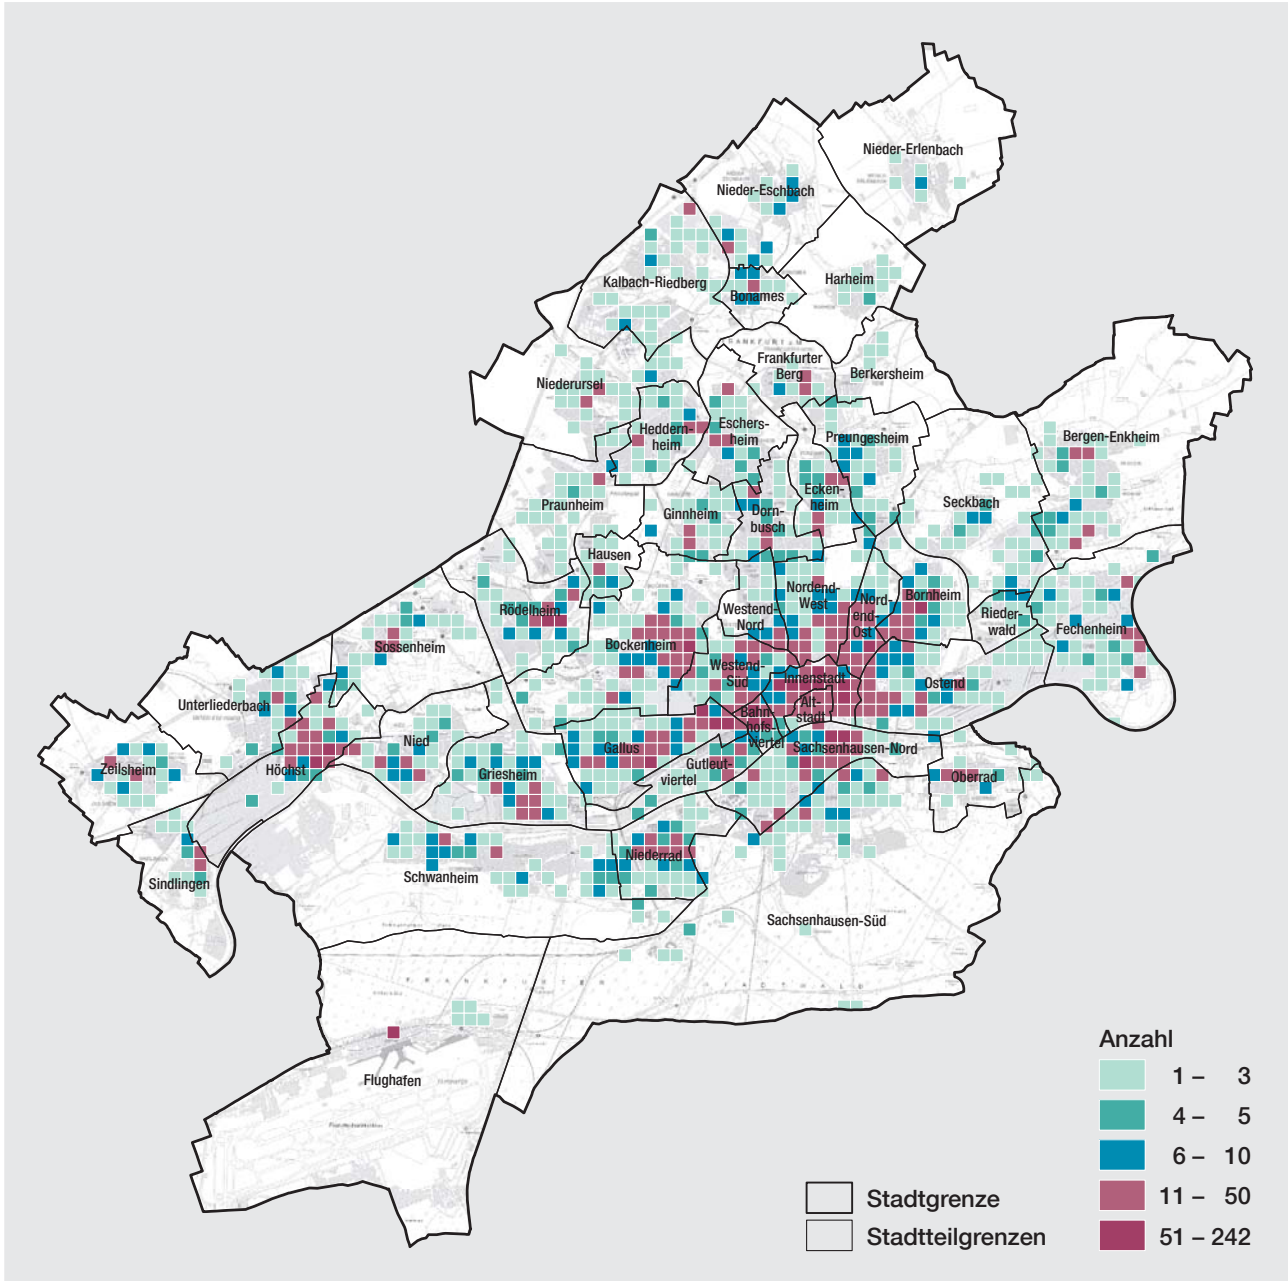 Nieder-Erlenbach
Nieder-Eschbach
Harheim
Kalbach-Riedberg
Bonames
Frankfurter
Berg
Berkersheim
Niederursel
Heddern-
heim
Eschers-
heim
Preungesheim
Bergen-Enkheim
Praunheim
Ginnheim
Dorn-
busch
Ecken-
heim
Seckbach
Hausen
Rödelheim
Westend-
Nord
Nordend-
West
Nord-
end-
Ost
Bornheim
Rieder-
wald
Fechenheim
Sossenheim
Bockenheim
Westend-
Süd
Innenstadt
Ostend
Unterliederbach
Alt-
stadt
Bahn-
hofs-
viertel
Zeilsheim
Höchst
Nied
Griesheim
Gallus
Gutleut-
viertel
Sachsenhausen-Nord
Oberrad
Sindlingen
Schwanheim
Niederrad
Sachsenhausen-Süd
Flughafen
Anzahl
1 – 3
4 – 5
6 – 10
11 – 50
51 – 242
Stadtgrenze
Stadtteilgrenzen